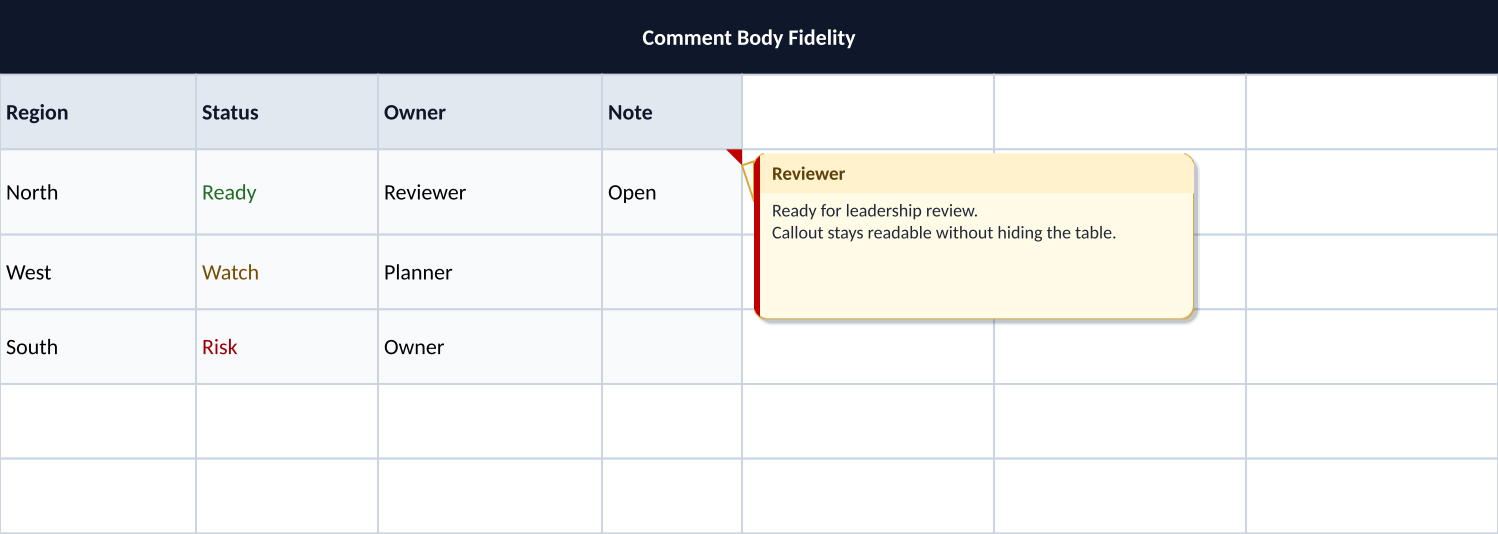 Comment Body Fidelity
Region Status Owner Note
North Ready Reviewer Open
Reviewer
Ready for leadership review.
Callout stays readable without hiding the table.
West Watch Planner
South Risk Owner